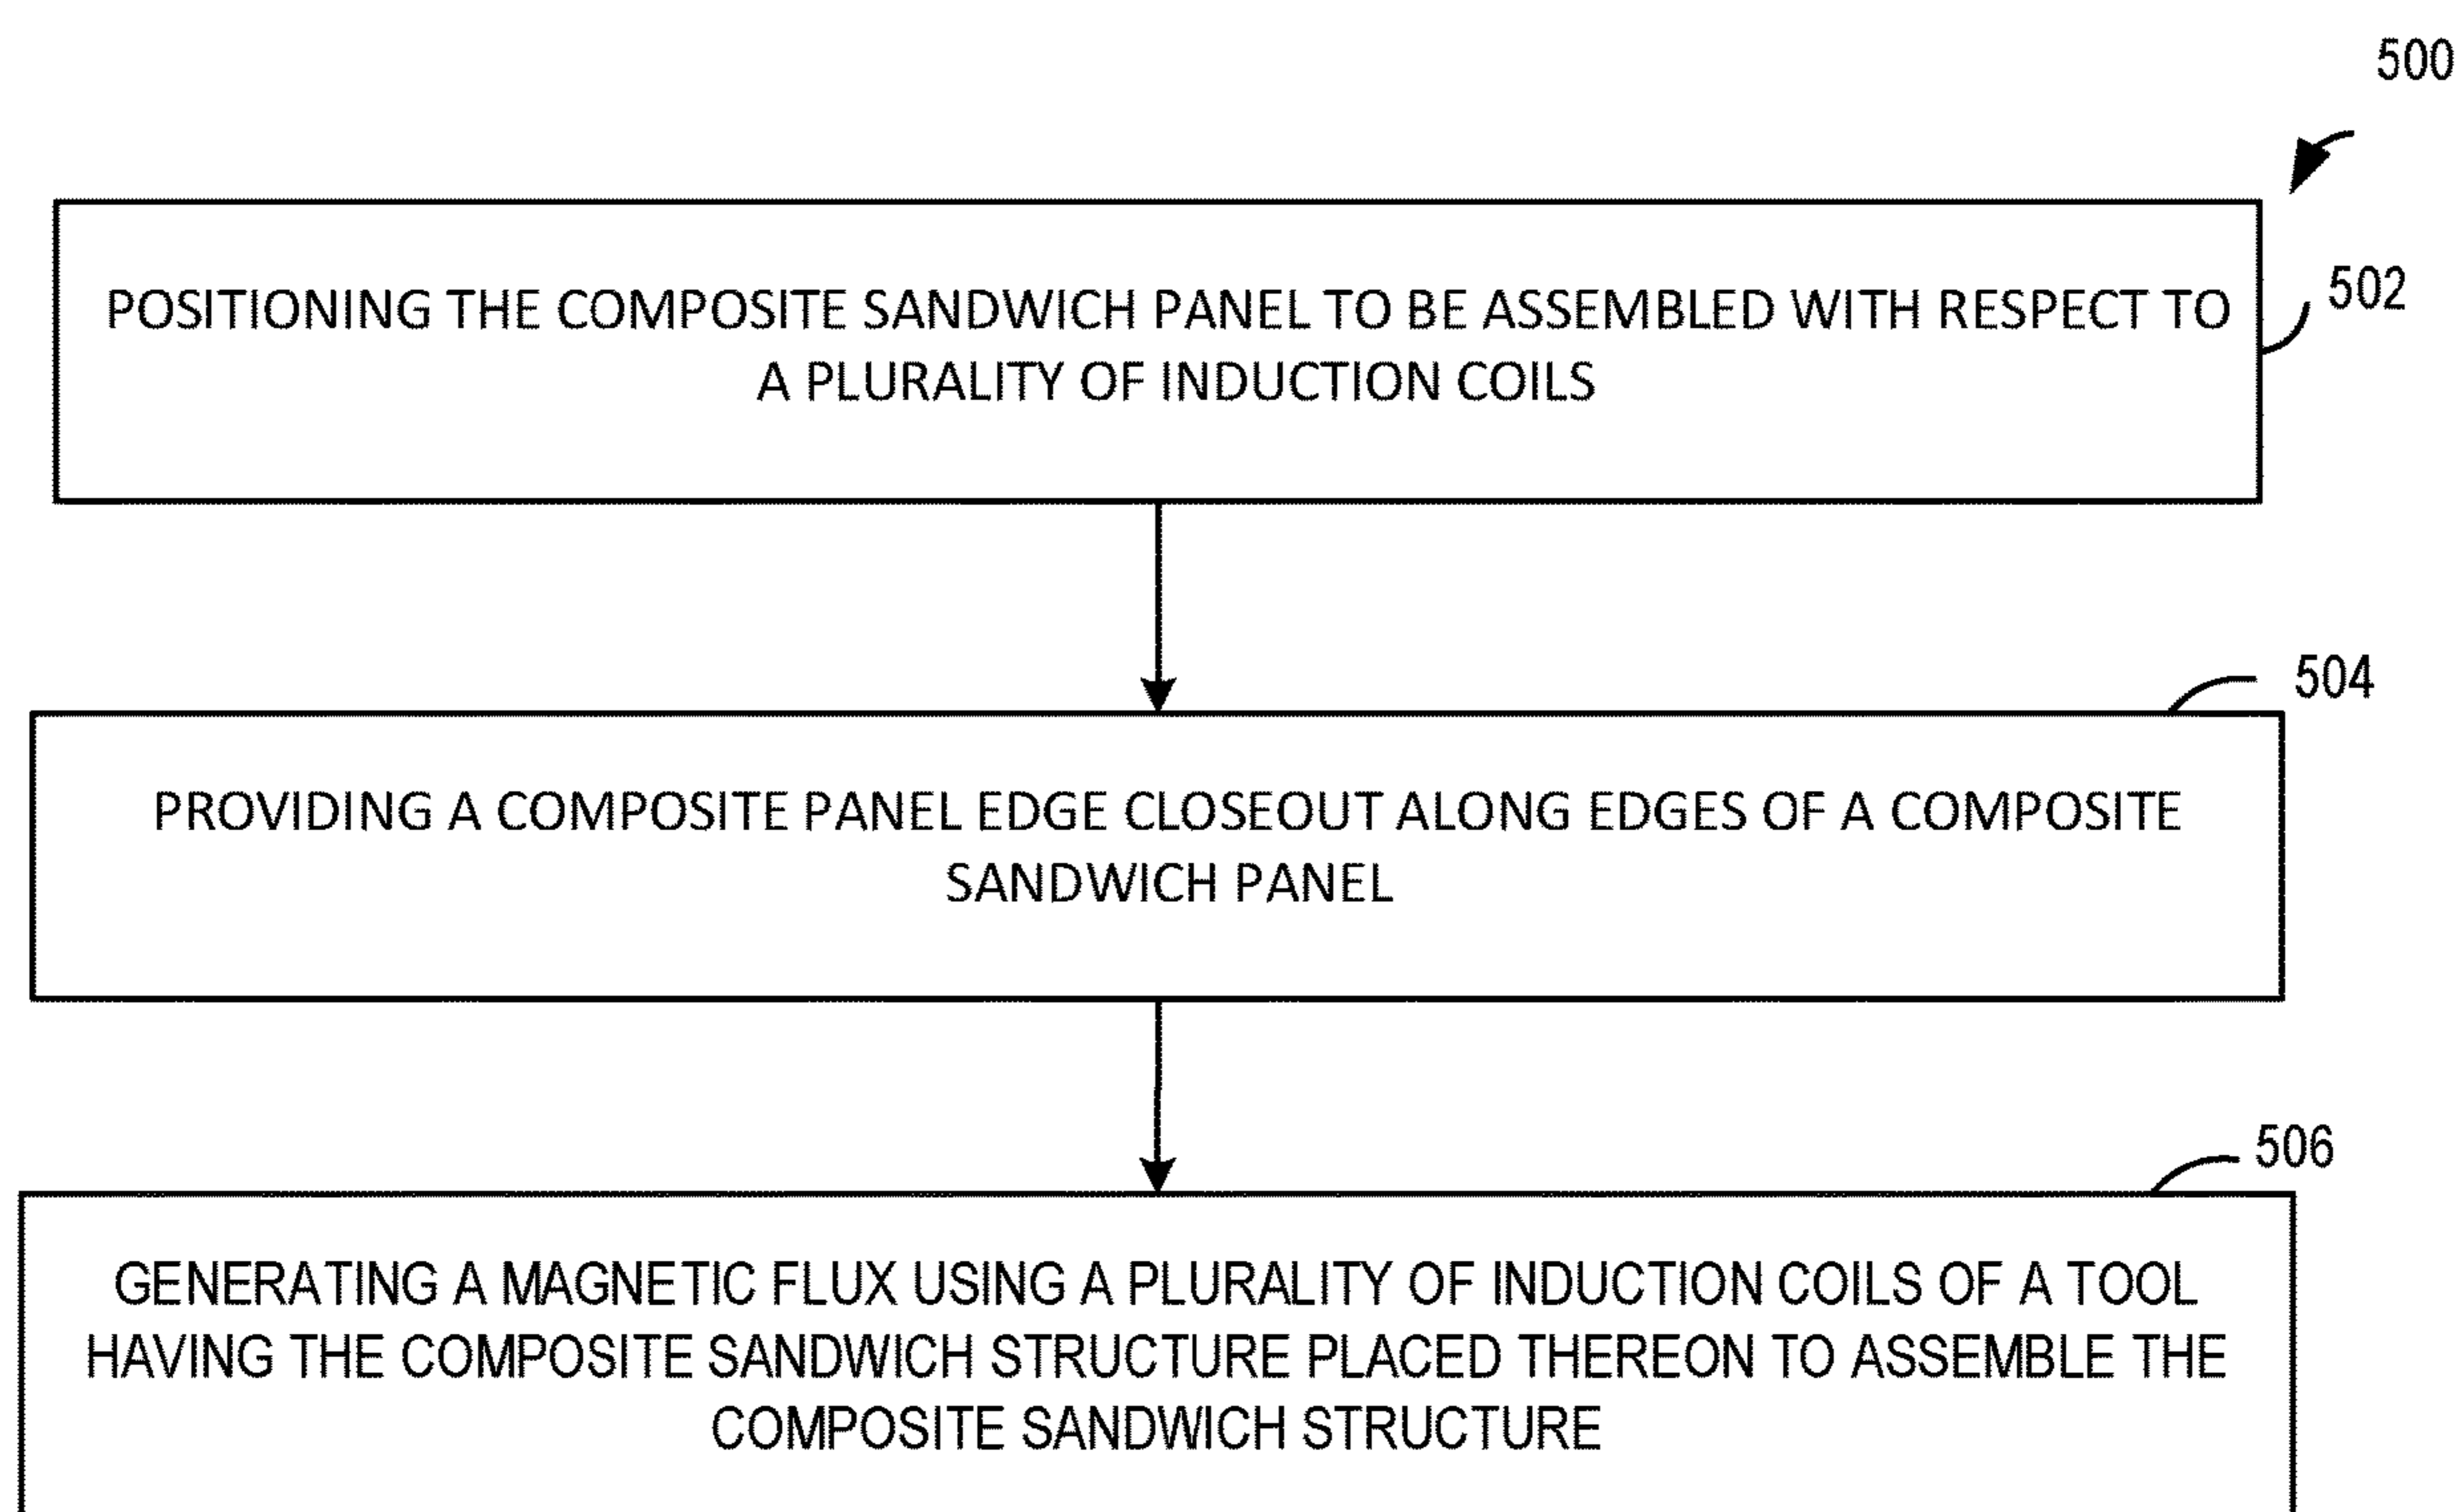 500
POSITIONING THE COMPOSITE SANDWICH PANEL TO BE ASSEMBLED WITH RESPECT TO
A PLURALITY OF INDUCTION COILS
502
504
PROVIDING A COMPOSITE PANEL EDGE CLOSEOUT ALONG EDGES OF A COMPOSITE
SANDWICH PANEL
506
GENERATING A MAGNETIC FLUX USING A PLURALITY OF INDUCTION COILS OF A TOOL
HAVING THE COMPOSITE SANDWICH STRUCTURE PLACED THEREON TO ASSEMBLE THE
COMPOSITE SANDWICH STRUCTURE